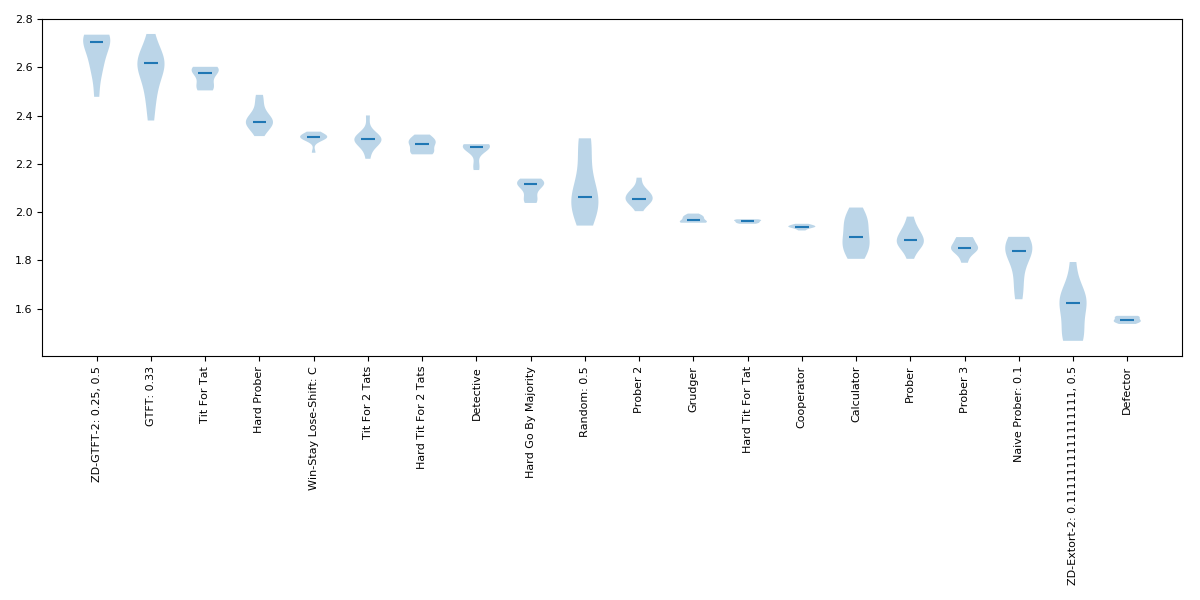 2.8
2.6
2.4
2.2
2.0
1.8
1.6
ZD-GTFT-2: 0.25, 0.5
GTFT: 0.33
Tit For Tat
Hard Prober
Win-Stay Lose-Shift: C
Tit For 2 Tats
Hard Tit For 2 Tats
Detective
Hard Go By Majority
Random: 0.5
Prober 2
Grudger
Hard Tit For Tat
Cooperator
Calculator
Prober
Prober 3
Naive Prober: 0.1
ZD-Extort-2: 0.1111111111111111, 0.5
Defector